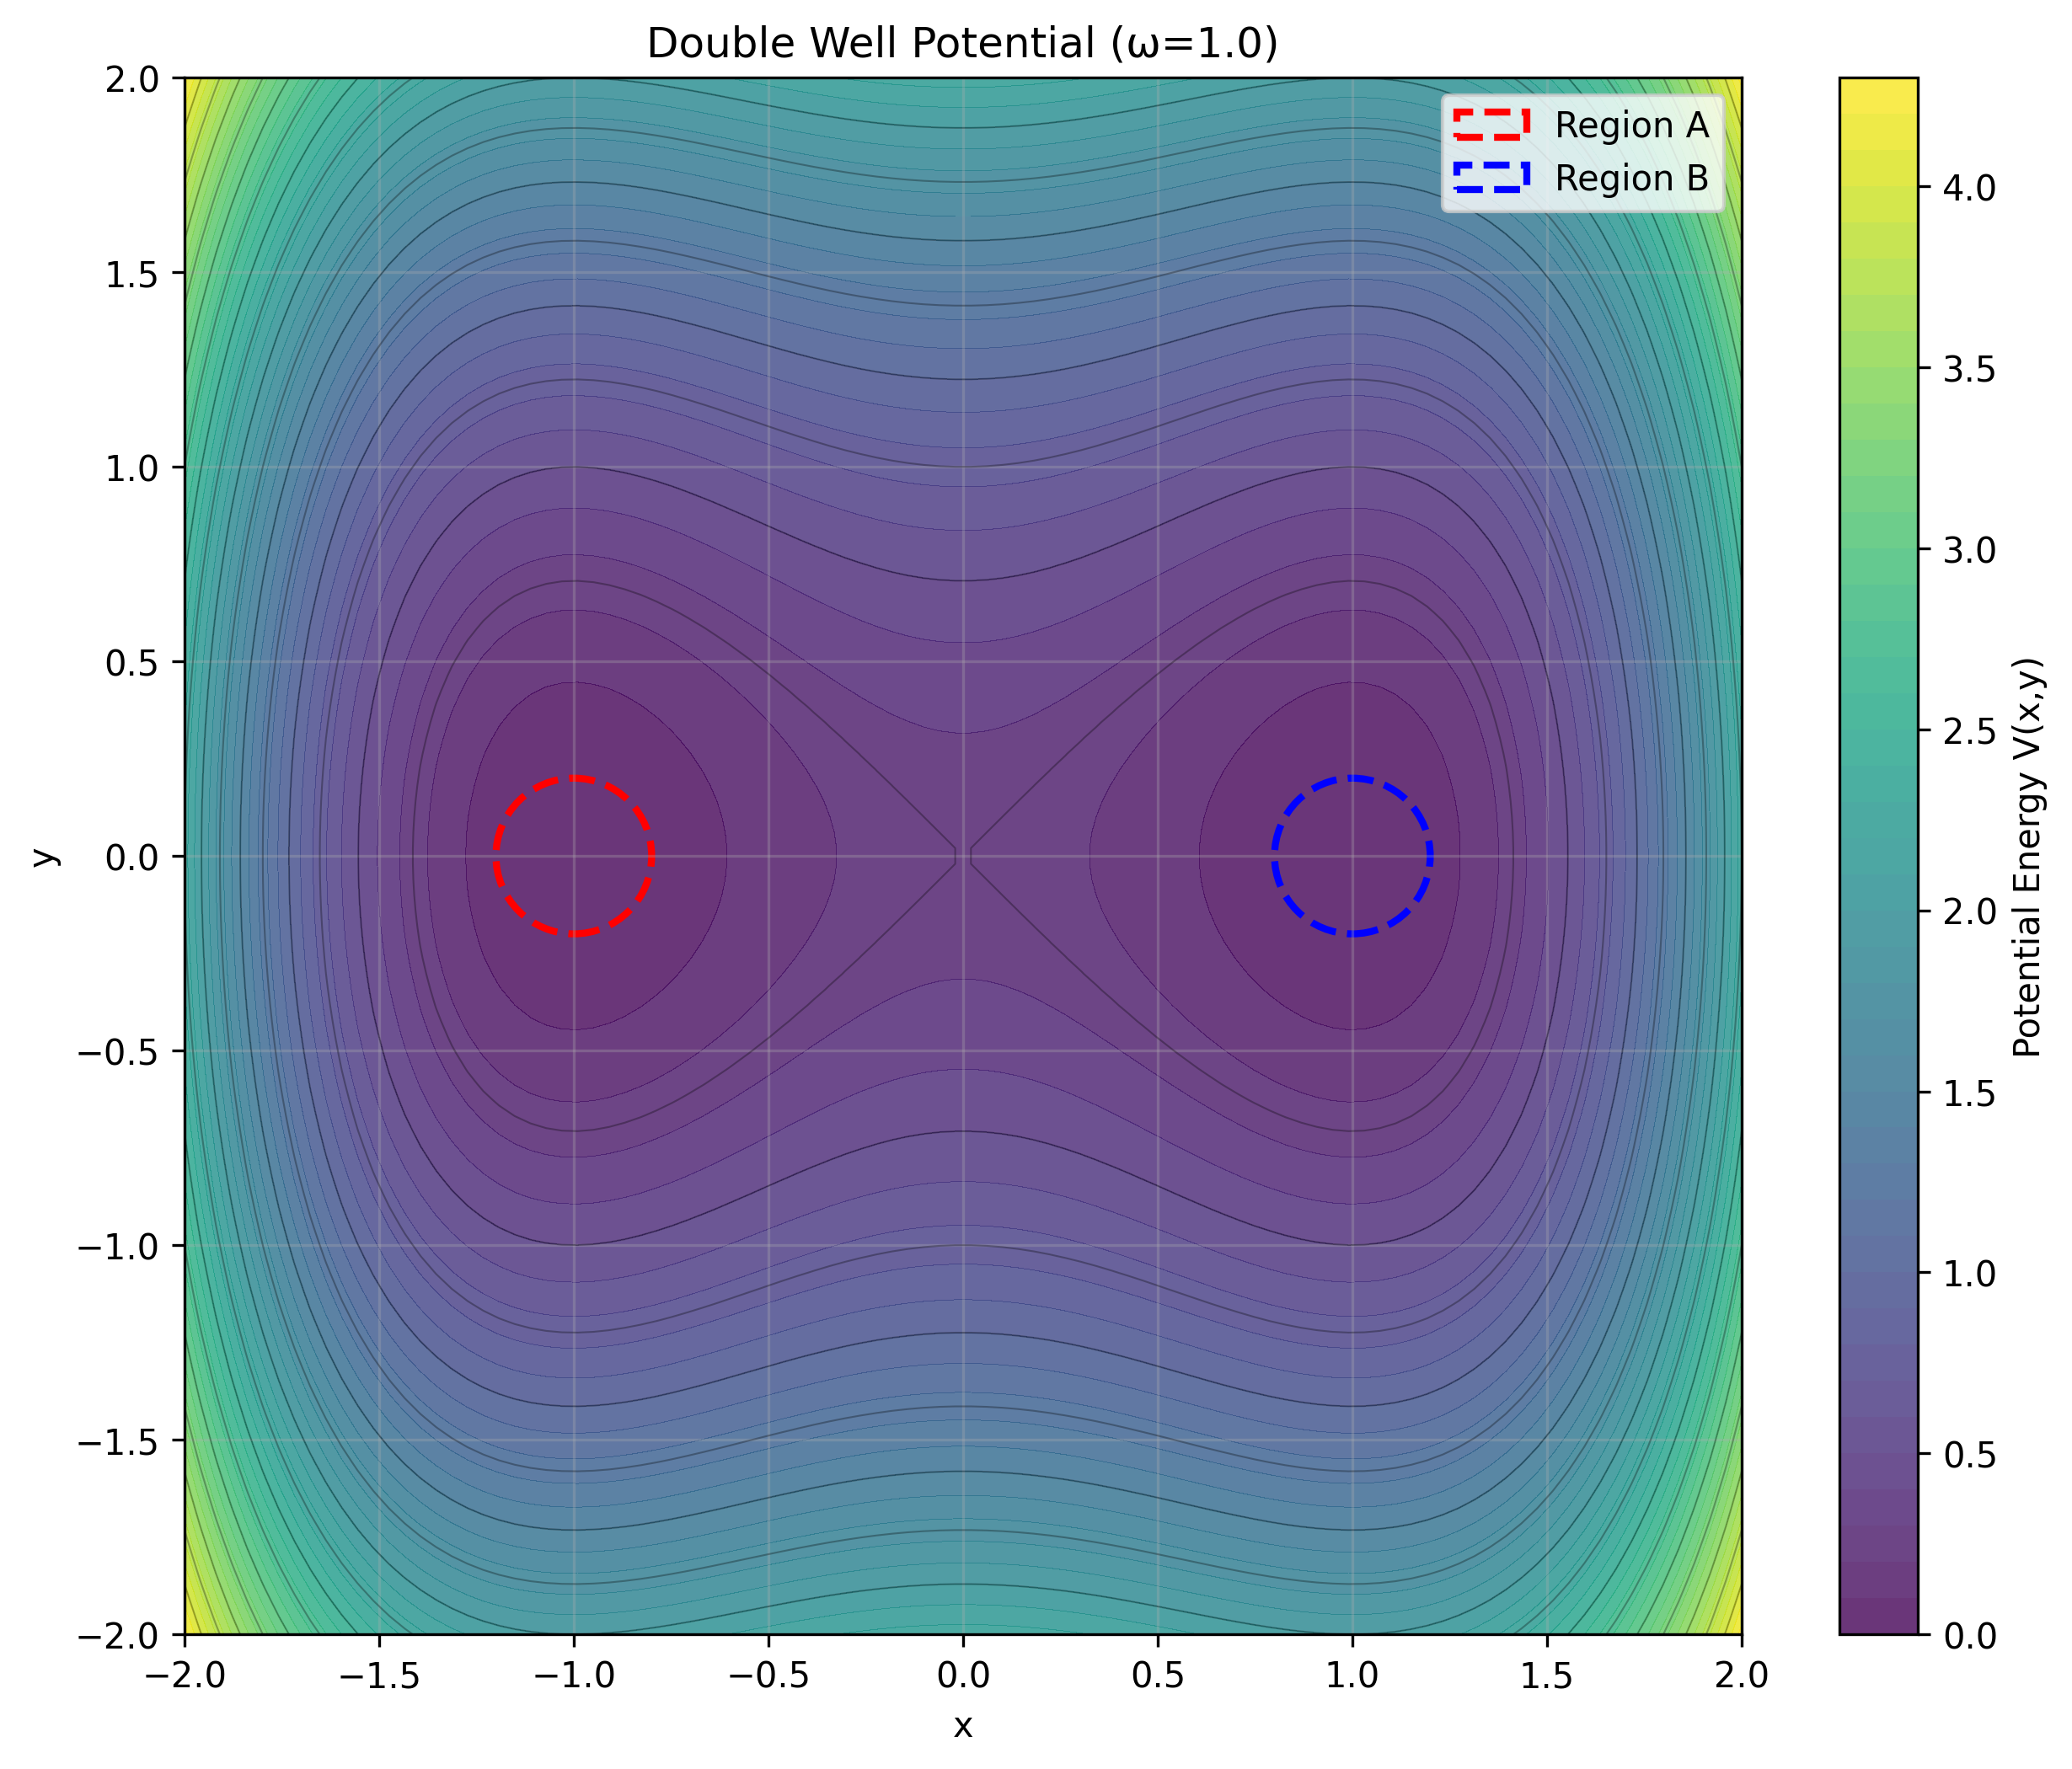 Double Well Potential (ω=1.0)
Region A
Region B
2.0
1.5
1.0
0.5
0.0
−0.5
−1.0
−1.5
−2.0
y
−2.0 −1.5 −1.0 −0.5 0.0 0.5 1.0 1.5 2.0
x
4.0
3.5
3.0
2.5
2.0
1.5
1.0
0.5
0.0
Potential Energy V(x,y)